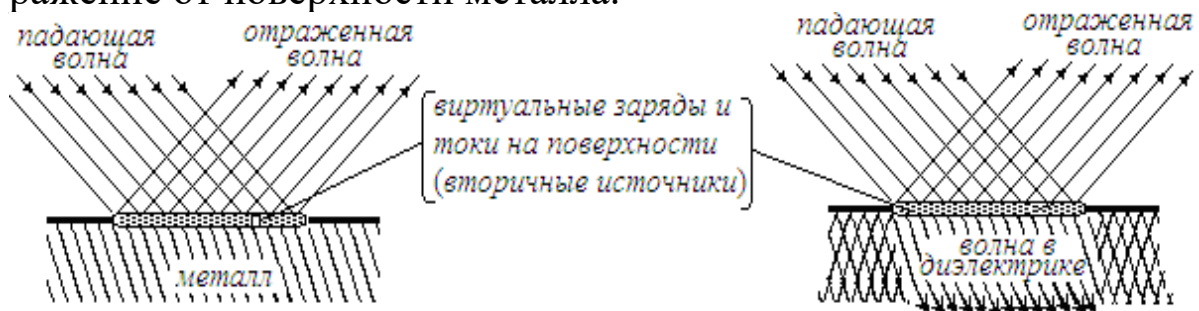 ражение от поверхности металла.
падающая
волна
отраженная
волна
виртуальные заряды и
токи на поверхности
(вторичные источники)
металл
падающая
волна
отраженная
волна
волна в
диэлектрике